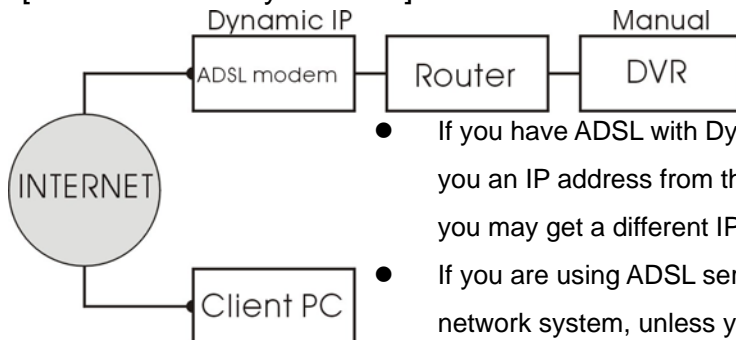 Dynamic IP
Manual
ADSL modem
Router
DVR
INTERNET
Client PC
● If you have ADSL with Dy
you an IP address from th
you may get a different IP
● If you are using ADSL ser
network system, unless y